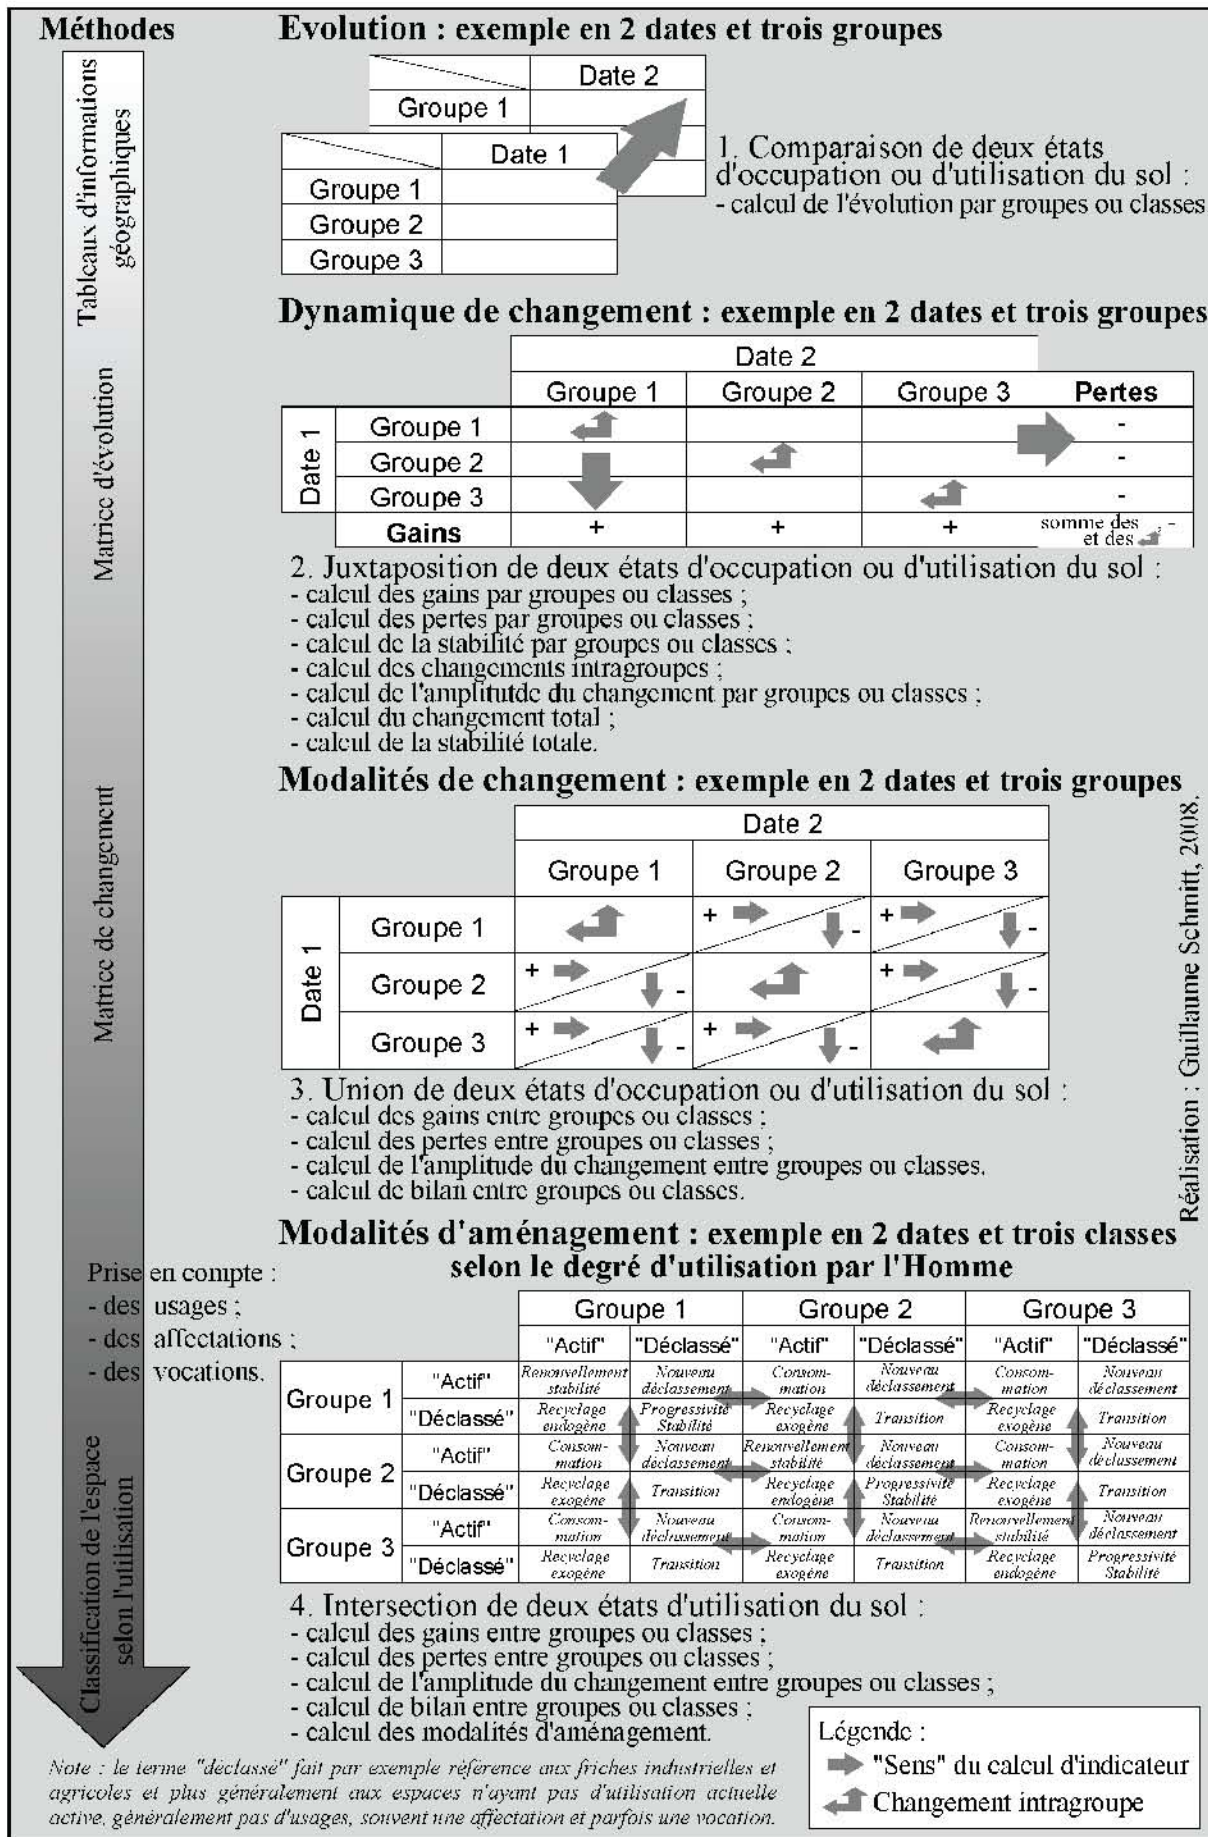 Méthodes
Tableaux d'informations
géographiques
Matrice d'évolution
Matrice de changement
Prise en compte :
- des usages ;
- des affectations ;
- des vocations.
Classification de l'espace
selon l'utilisation
Evolution : exemple en 2 dates et trois groupes
Date 2
Groupe 1
Date 1
Groupe 1
Groupe 2
Groupe 3
1. Comparaison de deux états
d'occupation ou d'utilisation du sol :
- calcul de l'évolution par groupes ou classes
Dynamique de changement : exemple en 2 dates et trois groupes
Date 2
Groupe 1 Groupe 2 Groupe 3 Pertes
Date 1
Groupe 1 -
Groupe 2 -
Groupe 3 -
Gains + + + somme des , -
et des
2. Juxtaposition de deux états d'occupation ou d'utilisation du sol :
- calcul des gains par groupes ou classes ;
- calcul des pertes par groupes ou classes ;
- calcul de la stabilité par groupes ou classes ;
- calcul des changements intragroupes ;
- calcul de l'amplitutde du changement par groupes ou classes ;
- calcul du changement total ;
- calcul de la stabilité totale.
Modalités de changement : exemple en 2 dates et trois groupes
Date 2
Groupe 1 Groupe 2 Groupe 3
Date 1
Groupe 1 + - + -
Groupe 2 + - + -
Groupe 3 + - + -
3. Union de deux états d'occupation ou d'utilisation du sol :
- calcul des gains entre groupes ou classes ;
- calcul des pertes entre groupes ou classes ;
- calcul de l'amplitude du changement entre groupes ou classes.
- calcul de bilan entre groupes ou classes.
Réalisation : Guillaume Schmitt, 2008.
Modalités d'aménagement : exemple en 2 dates et trois classes
selon le degré d'utilisation par l'Homme
Groupe 1 Groupe 2 Groupe 3
"Actif" "Déclassé" "Actif" "Déclassé" "Actif" "Déclassé"
Groupe 1
"Actif" Renouvellement Nouveau Consom- Nouveau Consom- Nouveau
stabilité déclassement mation déclassement mation déclassement
"Déclassé" Recyclage Progressivité Recyclage Transition Recyclage Transition
endogène Stabilité exogène exogène
Groupe 2
"Actif" Consom- Nouveau Renouvellement Nouveau Consom- Nouveau
mation déclassement stabilité déclassement mation déclassement
"Déclassé" Recyclage Transition Recyclage Progressivité Recyclage Transition
exogène endogène Stabilité exogène
Groupe 3
"Actif" Consom- Nouveau Consom- Nouveau Renouvellement Nouveau
mation déclassement mation déclassement stabilité déclassement
"Déclassé" Recyclage Transition Recyclage Transition Recyclage Progressivité
exogène exogène endogène Stabilité
4. Intersection de deux états d'utilisation du sol :
- calcul des gains entre groupes ou classes ;
- calcul des pertes entre groupes ou classes ;
- calcul de l'amplitude du changement entre groupes ou classes ;
- calcul de bilan entre groupes ou classes ;
- calcul des modalités d'aménagement.
Légende :
"Sens" du calcul d'indicateur
Changement intragroupe
Note : le terme "déclassé" fait par exemple référence aux friches industrielles et
agricoles et plus généralement aux espaces n'ayant pas d'utilisation actuelle
active, généralement pas d'usages, souvent une affectation et parfois une vocation.